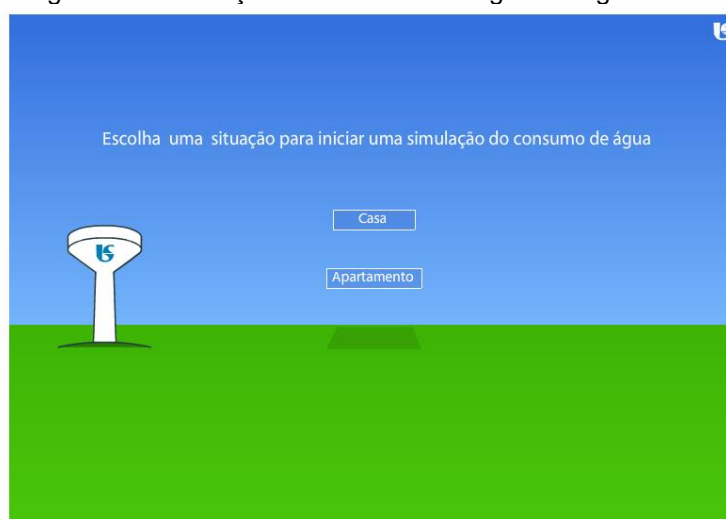 Escolha uma situação para iniciar uma simulação do consumo de água
Casa
Apartamento